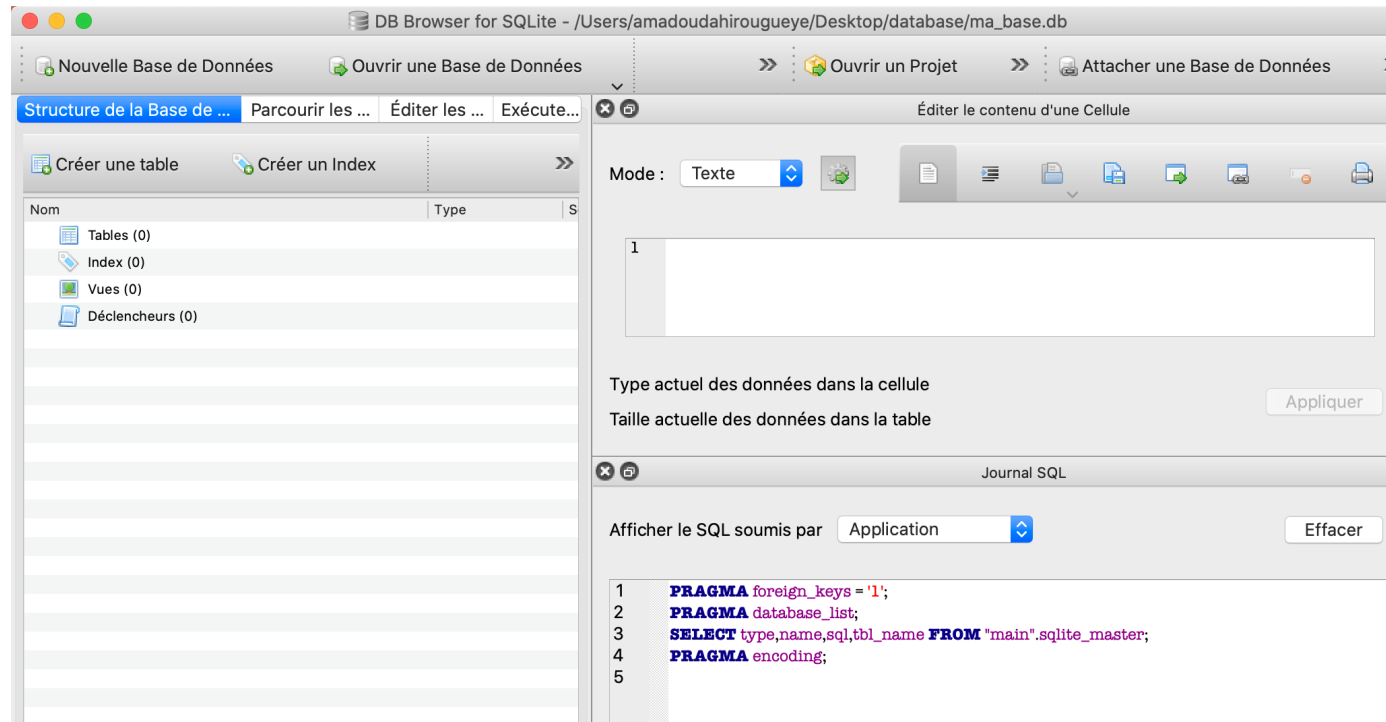 DB Browser for SQLite - /Users/amadoudahirougueye/Desktop/database/ma_base.db
Nouvelle Base de Données Ouvrir une Base de Données Ouvrir un Projet Attacher une Base de Données
Structure de la Base de ... Parcourir les ... Éditer les ... Exécute...
Créer une table Créer un Index
Nom Type S
Tables (0)
Index (0)
Vues (0)
Déclencheurs (0)
Éditer le contenu d'une Cellule
Mode : Texte
1
Type actuel des données dans la cellule
Taille actuelle des données dans la table
Appliquer
Journal SQL
Afficher le SQL soumis par Application Effacer
1 PRAGMA foreign_keys = '1';
2 PRAGMA database_list;
3 SELECT type,name,sql,tbl_name FROM "main".sqlite_master;
4 PRAGMA encoding;
5